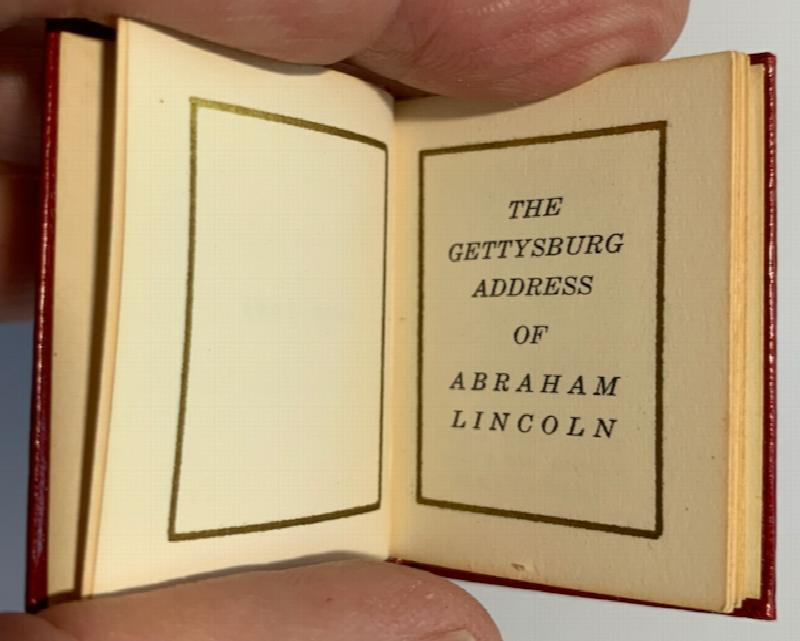 THE
GETTYSBURG
ADDRESS
OF
ABRAHAM
LINCOLN